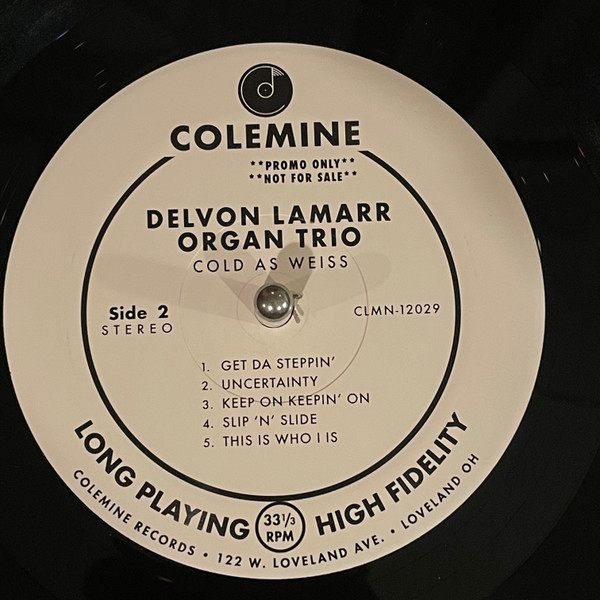 COLEMINE
**PROMO ONLY**
**NOT FOR SALE**
DELVON LAMARR
ORGAN TRIO
COLD AS WEISS
Side 2
STEREO
CLMN-12029
1. GET DA STEPPIN'
2. UNCERTAINTY
3. KEEP ON KEEPIN' ON
4. SLIP 'N' SLIDE
5. THIS IS WHO I IS
LONG PLAYING
33 1/3
RPM
HIGH FIDELITY
COLEMINE RECORDS • 122 W. LOVELAND AVE. • LOVELAND OH